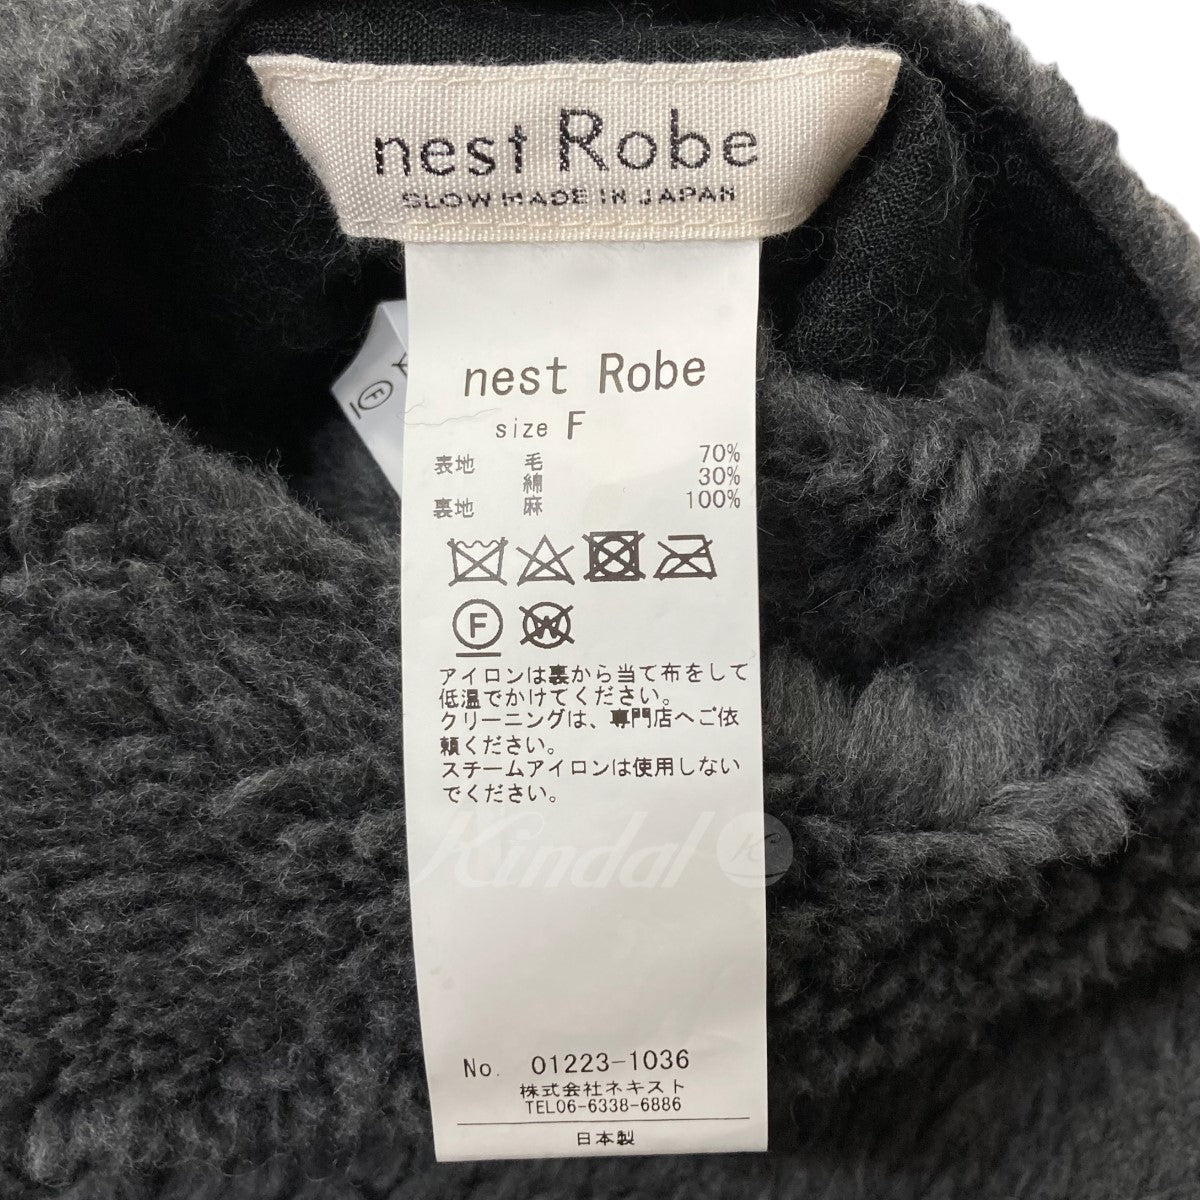 nest Robe
SLOW MADE IN JAPAN
nest Robe
size F
表地 毛 70%
綿 30%
裏地 麻 100%
F W
アイロンは裏から当て布をして
低温でかけてください。
クリーニングは、専門店へご依
頼ください。
スチームアイロンは使用しない
でください。
Kindal K
No. 01223-1036
株式会社ネキスト
TEL06-6338-6886
日本製
F